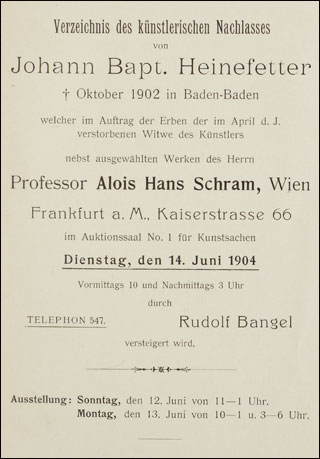 Verzeichnis des künstlerischen Nachlasses
von
Johann Bapt. Heinefetter
† Oktober 1902 in Baden-Baden
welcher im Auftrag der Erben der im April d. J.
verstorbenen Witwe des Künstlers
nebst ausgewählten Werken des Herrn
Professor Alois Hans Schram, Wien
Frankfurt a. M., Kaiserstrasse 66
im Auktionssaal No. 1 für Kunstsachen
Dienstag, den 14. Juni 1904
Vormittags 10 und Nachmittags 3 Uhr
durch
TELEPHON 547. Rudolf Bangel
versteigert wird.
Ausstellung: Sonntag, den 12. Juni von 11—1 Uhr.
Montag, den 13. Juni von 10—1 u. 3—6 Uhr.